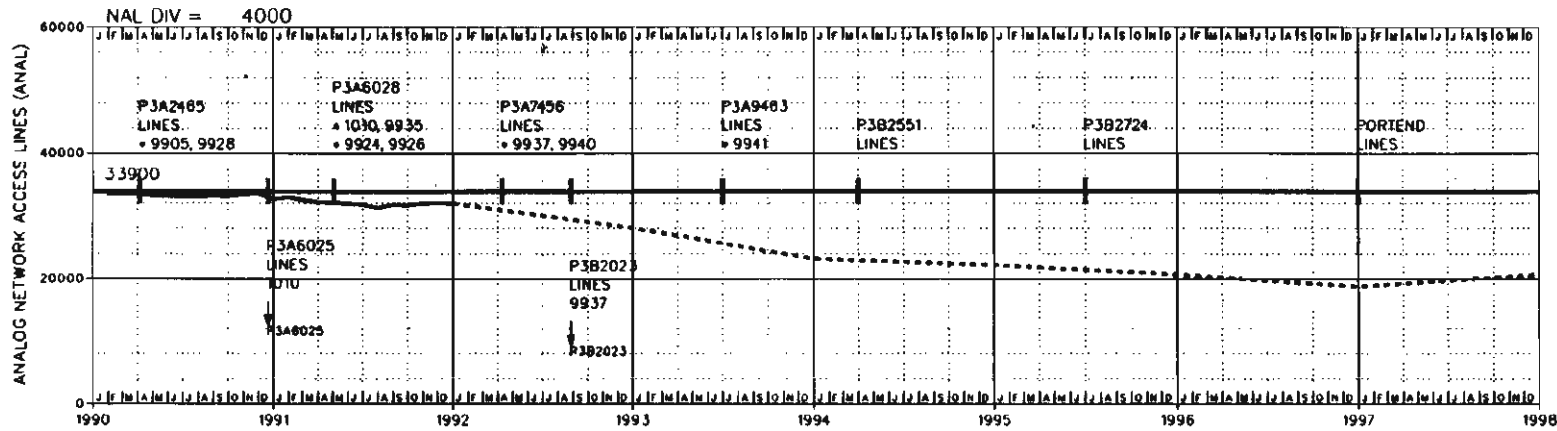 NAL DIV = 4000
60000
J F M A M J J A S O N D J F M A M J J A S O N D J F M A M J J A S O N D J F M A M J J A S O N D J F M A M J J A S O N D J F M A M J J A S O N D J F M A M J J A S O N D J F M A M J J A S O N D
ANALOG NETWORK ACCESS LINES (ANAL)
P3A2465
LINES
* 9905, 9928
P3A6028
LINES
* 1010, 9935
* 9924, 9926
P3A7456
LINES
* 9937, 9940
P3A9463
LINES
* 9941
P3B2551
LINES
P3B2724
LINES
PORTEND
LINES
40000
33900
P3A6025
LINES
1010
P3A6025
P3B2023
LINES
9937
P3B2023
20000
0
J F M A M J J A S O N D J F M A M J J A S O N D J F M A M J J A S O N D J F M A M J J A S O N D J F M A M J J A S O N D J F M A M J J A S O N D J F M A M J J A S O N D J F M A M J J A S O N D
1990 1991 1992 1993 1994 1995 1996 1997 1998